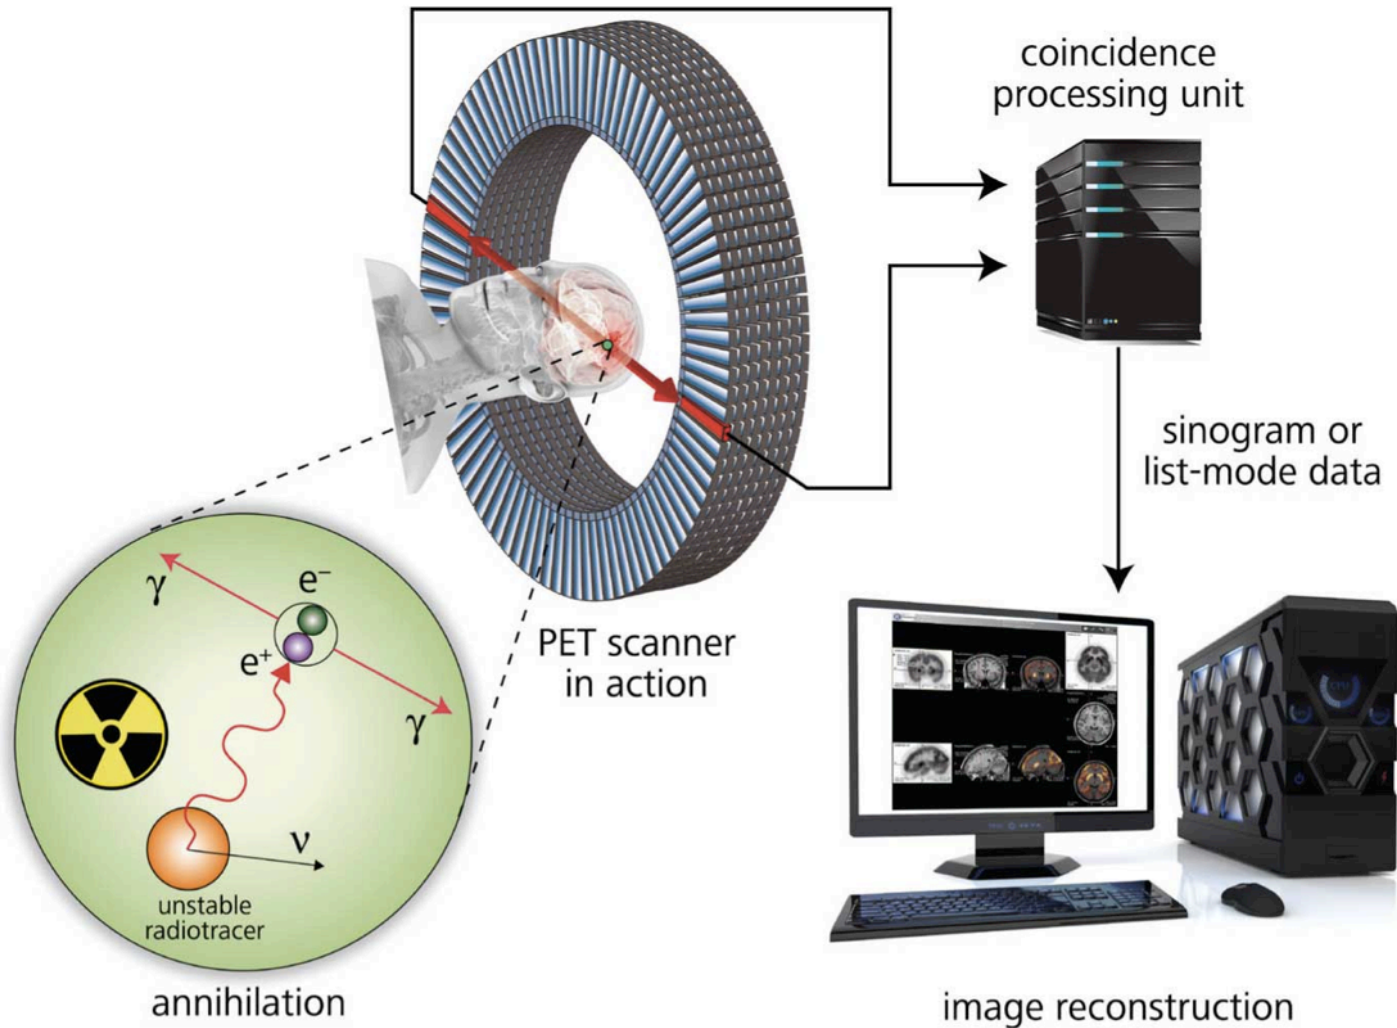 coincidence
processing unit
sinogram or
list-mode data
PET scanner
in action
γ
e⁻
e⁺
γ
ν
unstable
radiotracer
annihilation
image reconstruction